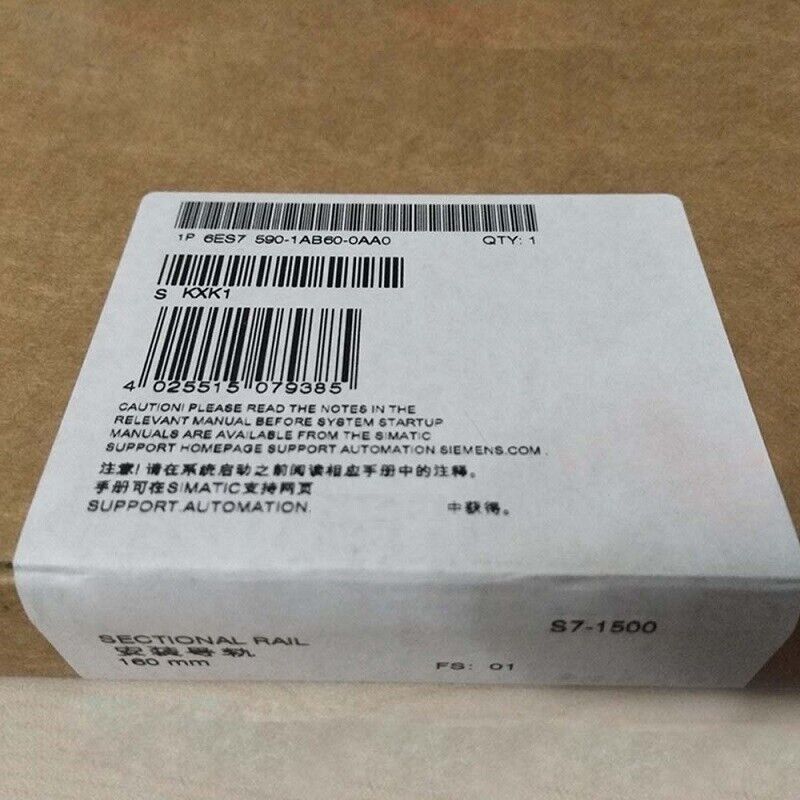 1P 6ES7 590-1AB60-0AA0 QTY: 1
S KXK1
4 025515 079385
CAUTION! PLEASE READ THE NOTES IN THE
RELEVANT MANUAL BEFORE SYSTEM STARTUP
MANUALS ARE AVAILABLE FROM THE SIMATIC
SUPPORT HOMEPAGE SUPPORT AUTOMATION SIEMENS.COM .
注意！请在系统启动之前阅读相应手册中的注释。
手册可在SIMATIC支持网页
SUPPORT.AUTOMATION. 中获得。
S7-1500
SECTIONAL RAIL
安装导轨
160 mm FS: 01